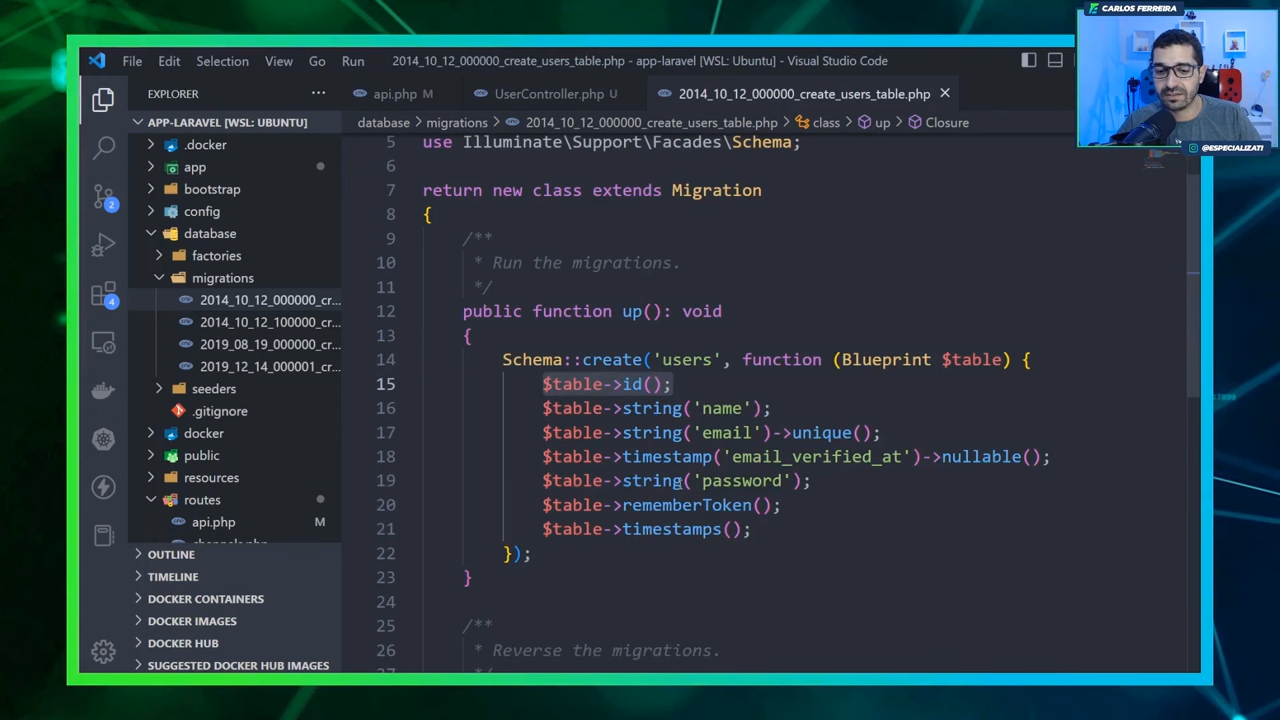 CARLOS FERREIRA
@ESPECIALIZATI
File Edit Selection View Go Run
2014_10_12_000000_create_users_table.php - app-laravel [WSL: Ubuntu] - Visual Studio Code
EXPLORER ···
api.php M
UserController.php U
2014_10_12_000000_create_users_table.php
APP-LARAVEL [WSL: UBUNTU]
database > migrations > 2014_10_12_000000_create_users_table.php > class > up > Closure
.docker
app
bootstrap
config
database
factories
migrations
2014_10_12_000000_cr...
2014_10_12_100000_cr...
2019_08_19_000000_cr...
2019_12_14_000001_cr...
seeders
.gitignore
docker
public
resources
routes
api.php M
channels.php
OUTLINE
TIMELINE
DOCKER CONTAINERS
DOCKER IMAGES
DOCKER HUB
SUGGESTED DOCKER HUB IMAGES
2
4
5 use Illuminate\Support\Facades\Schema;
6
7 return new class extends Migration
8 {
9 /**
10 * Run the migrations.
11 */
12 public function up(): void
13 {
14 Schema::create('users', function (Blueprint $table) {
15 $table->id();
16 $table->string('name');
17 $table->string('email')->unique();
18 $table->timestamp('email_verified_at')->nullable();
19 $table->string('password');
20 $table->rememberToken();
21 $table->timestamps();
22 });
23 }
24
25 /**
26 * Reverse the migrations.
27 */